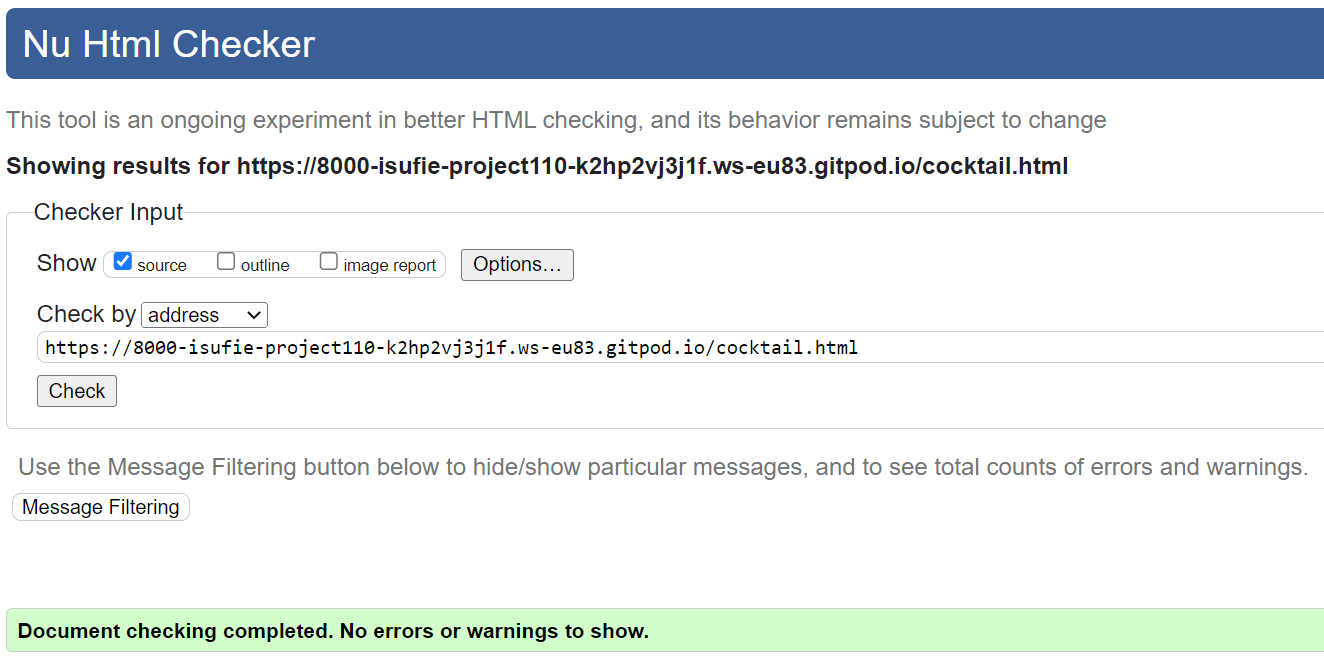 Nu Html Checker
This tool is an ongoing experiment in better HTML checking, and its behavior remains subject to change
Showing results for https://8000-isufie-project110-k2hp2vj3j1f.ws-eu83.gitpod.io/cocktail.html
Checker Input
Show source outline image report Options...
Check by address
https://8000-isufie-project110-k2hp2vj3j1f.ws-eu83.gitpod.io/cocktail.html
Check
Use the Message Filtering button below to hide/show particular messages, and to see total counts of errors and warnings.
Message Filtering
Document checking completed. No errors or warnings to show.